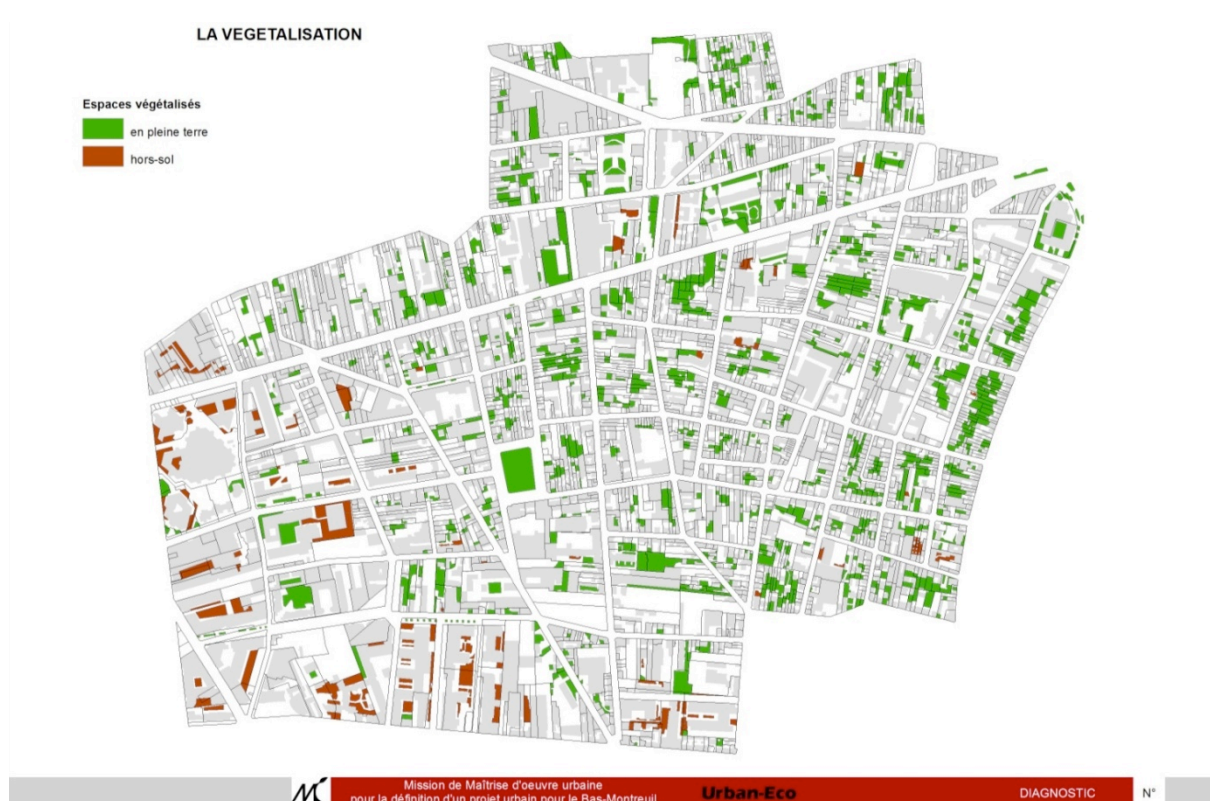 LA VEGETALISATION
Espaces végétalisés
en pleine terre
hors-sol
Mission de Maîtrise d'oeuvre urbaine
pour la définition d'un projet urbain pour le Bas-Montreuil
Urban-Eco
DIAGNOSTIC
N°